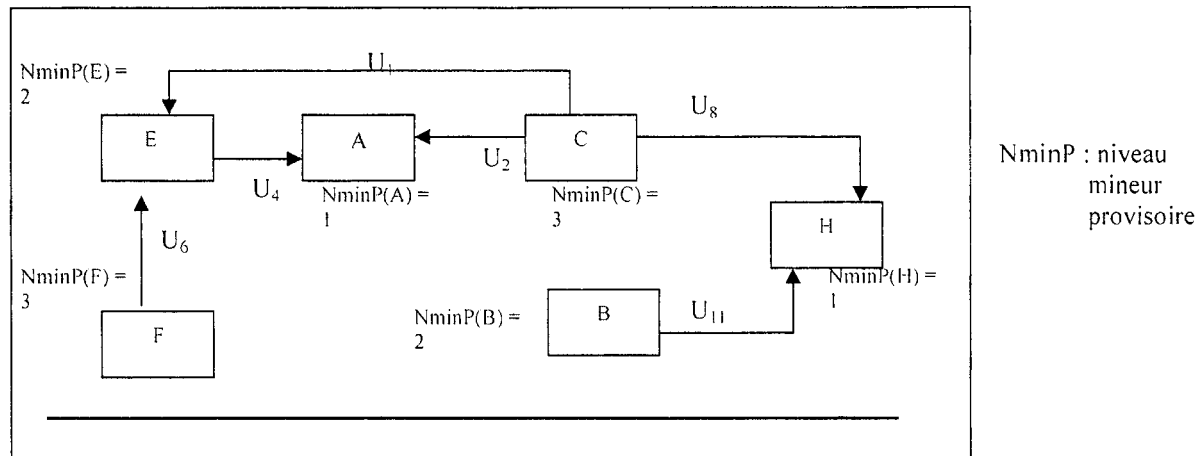 U₁
NminP(E) =
2
U₈
E
A
C
U₂
U₄
NminP(A) =
1
NminP(C) =
3
NminP : niveau
mineur
provisoire
H
U₆
NminP(F) =
3
NminP(H) =
1
B
NminP(B) =
2
U₁₁
F